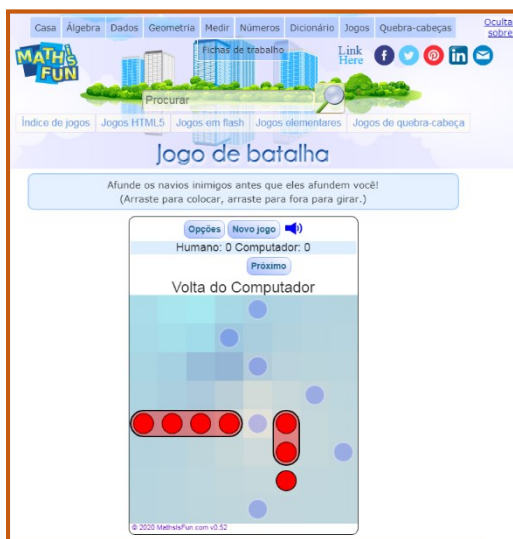 Casa Álgebra Dados Geometria Medir Números Dicionário Jogos Quebra-cabeças
Oculta
sobre
MATHS FUN
Fichas de trabalho
Link
Here
Procurar
Índice de jogos Jogos HTML5 Jogos em flash Jogos elementares Jogos de quebra-cabeça
Jogo de batalha
Afunde os navios inimigos antes que eles afundem você!
(Arraste para colocar, arraste para fora para girar.)
Opções Novo jogo
Humano: 0 Computador: 0
Próximo
Volta do Computador
© 2020 MathsIsFun.com v0.52